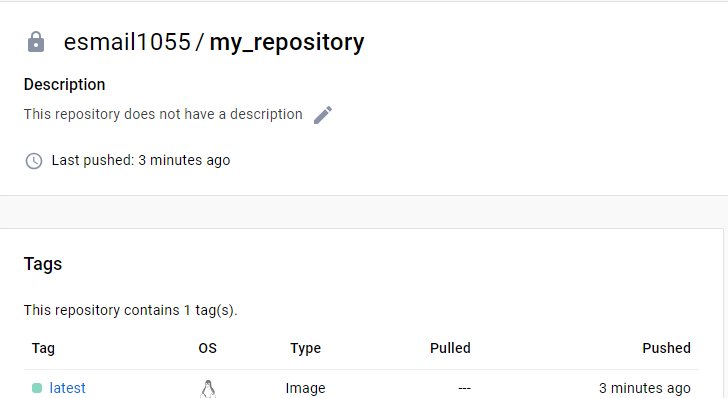 esmail1055 / my_repository
Description
This repository does not have a description
Last pushed: 3 minutes ago
Tags
This repository contains 1 tag(s).
Tag OS Type Pulled Pushed
latest Image --- 3 minutes ago